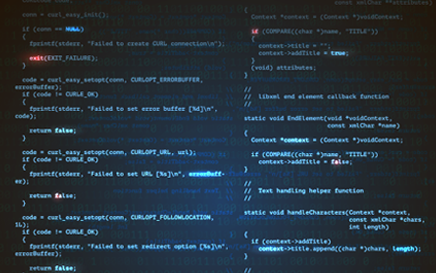 conn = curl_easy_init();
if (conn == NULL)
{
fprintf(stderr, "Failed to create CURL connection\n");
exit(EXIT_FAILURE);
}
code = curl_easy_setopt(conn, CURLOPT_ERRORBUFFER,
errorBuffer);
if (code != CURLE_OK)
{
fprintf(stderr, "Failed to set error buffer [%d]\n",
code);
return false;
}
code = curl_easy_setopt(conn, CURLOPT_URL, url);
if (code != CURLE_OK)
{
fprintf(stderr, "Failed to set URL [%s]\n", errorBuff-
er);
return false;
}
code = curl_easy_setopt(conn, CURLOPT_FOLLOWLOCATION,
1L);
if (code != CURLE_OK)
{
fprintf(stderr, "Failed to set redirect option [%s]\n",
return false;
const xmlChar **attributes)
{
Context *context = (Context *)voidContext;
if (COMPARE((char *)name, "TITLE"))
{
context->title = "";
context->addTitle = true;
}
(void) attributes;
}
//
// libxml end element callback function
//
static void EndElement(void *voidContext,
const xmlChar *name)
{
Context *context = (Context *)voidContext;
if (COMPARE((char *)name, "TITLE"))
context->addTitle = false;
}
//
// Text handling helper function
//
static void handleCharacters(Context *context,
const xmlChar *chars,
int length)
{
if (context->addTitle)
context->title.append((char *)chars, length);